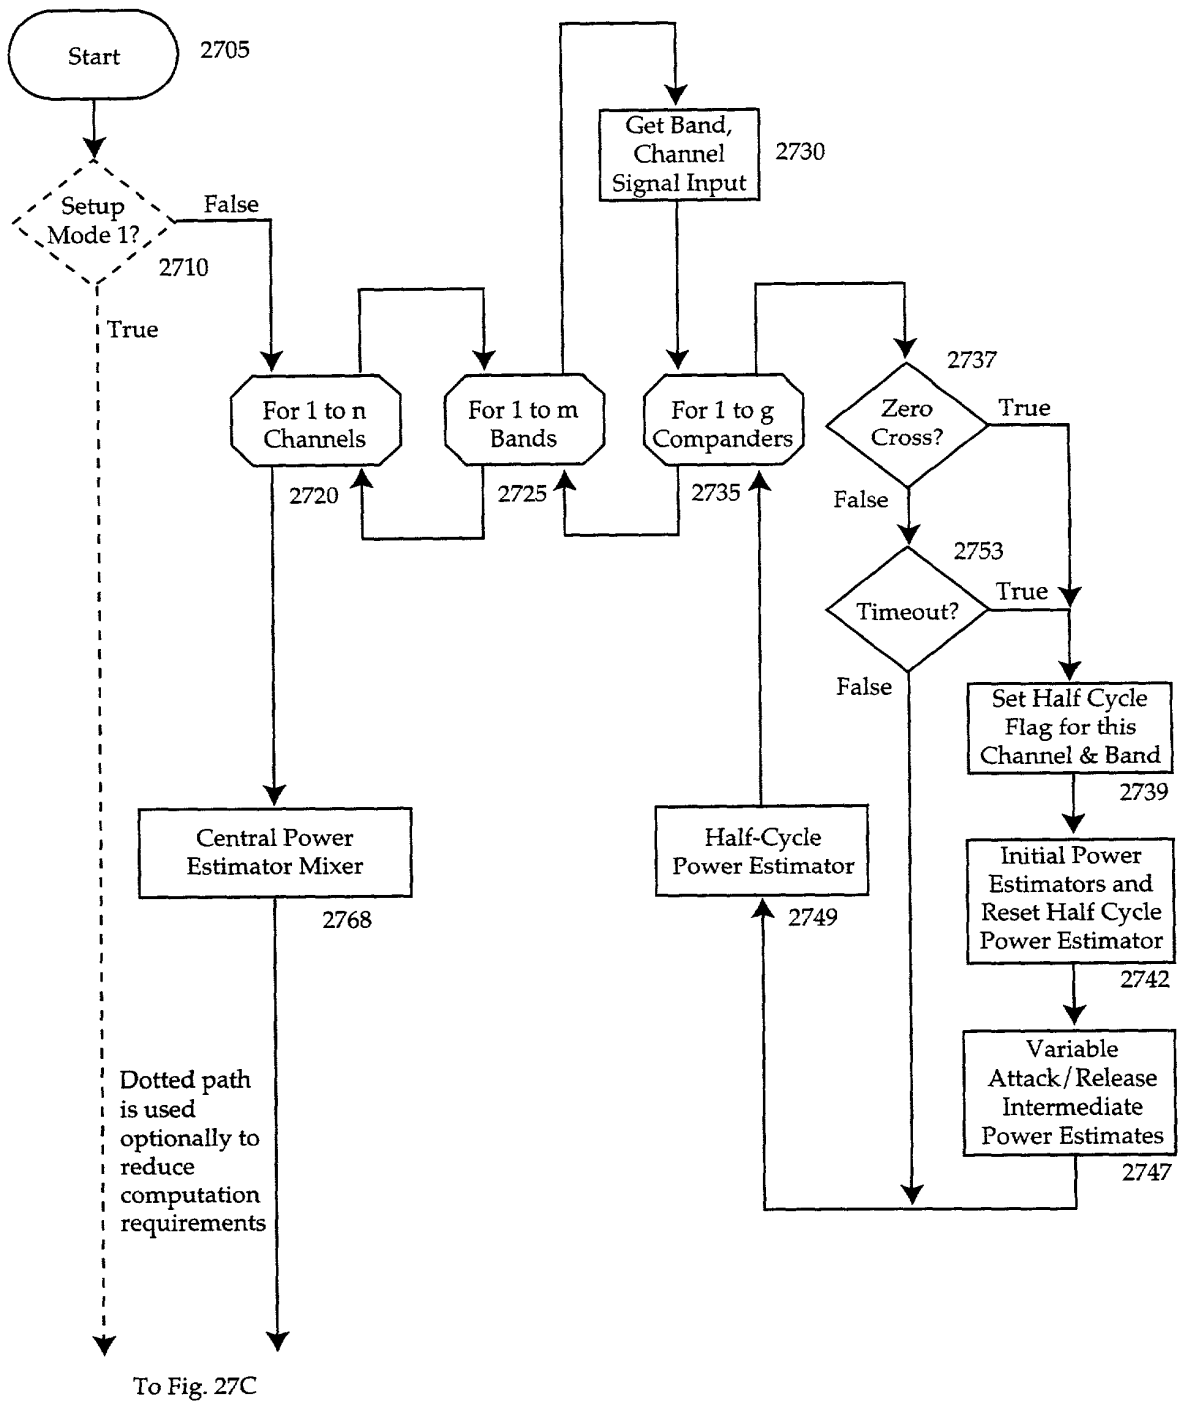 Start
2705
Setup
Mode 1?
False
2710
True
Get Band,
Channel
Signal Input
2730
For 1 to n
Channels
2720
For 1 to m
Bands
2725
For 1 to g
Companders
2735
2737
Zero
Cross?
True
False
2753
Timeout?
True
False
Set Half Cycle
Flag for this
Channel & Band
2739
Initial Power
Estimators and
Reset Half Cycle
Power Estimator
2742
Variable
Attack/Release
Intermediate
Power Estimates
2747
Half-Cycle
Power Estimator
2749
Central Power
Estimator Mixer
2768
Dotted path
is used
optionally to
reduce
computation
requirements
To Fig. 27C